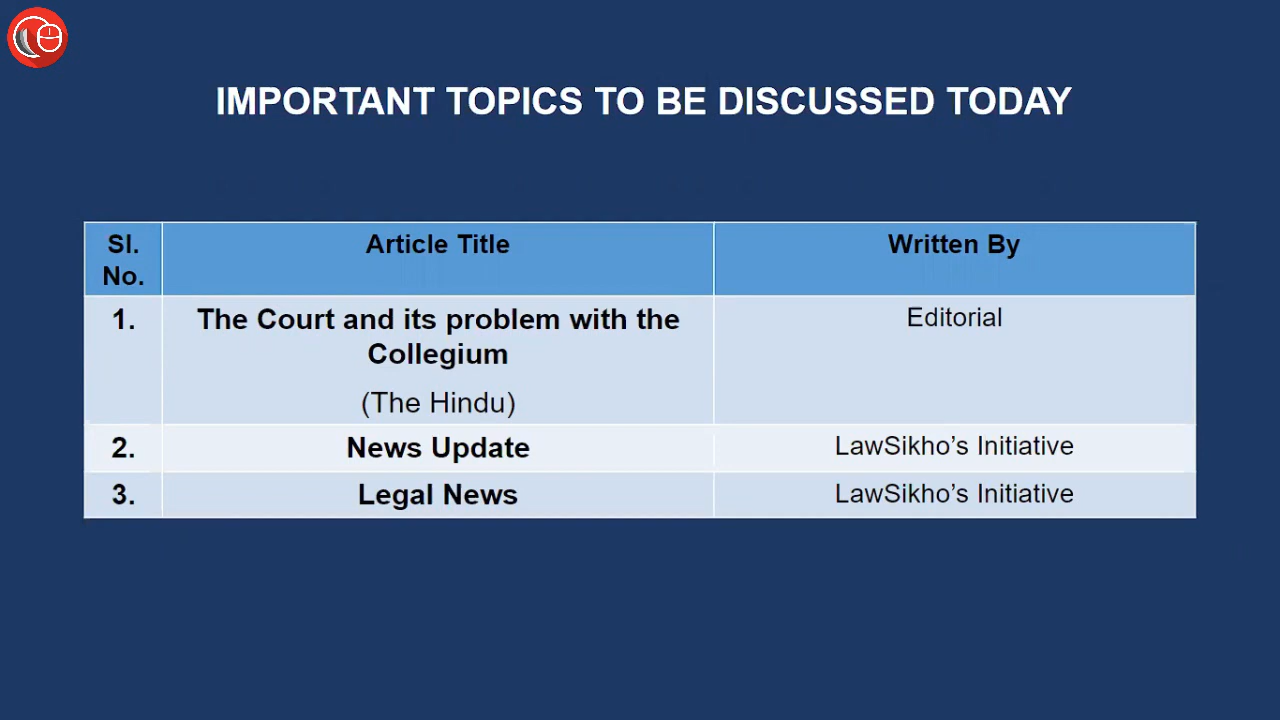 IMPORTANT TOPICS TO BE DISCUSSED TODAY
Sl. No. Article Title Written By
1. The Court and its problem with the Collegium (The Hindu) Editorial
2. News Update LawSikho’s Initiative
3. Legal News LawSikho’s Initiative